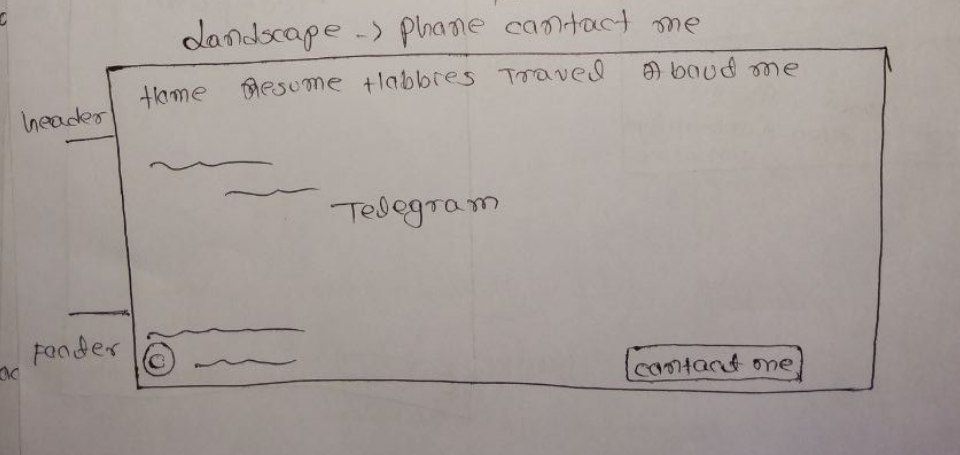 Landscape -> Phone contact me
Home Resume Hobbies Travel About me
header
Telegram
Footer
©
contact me